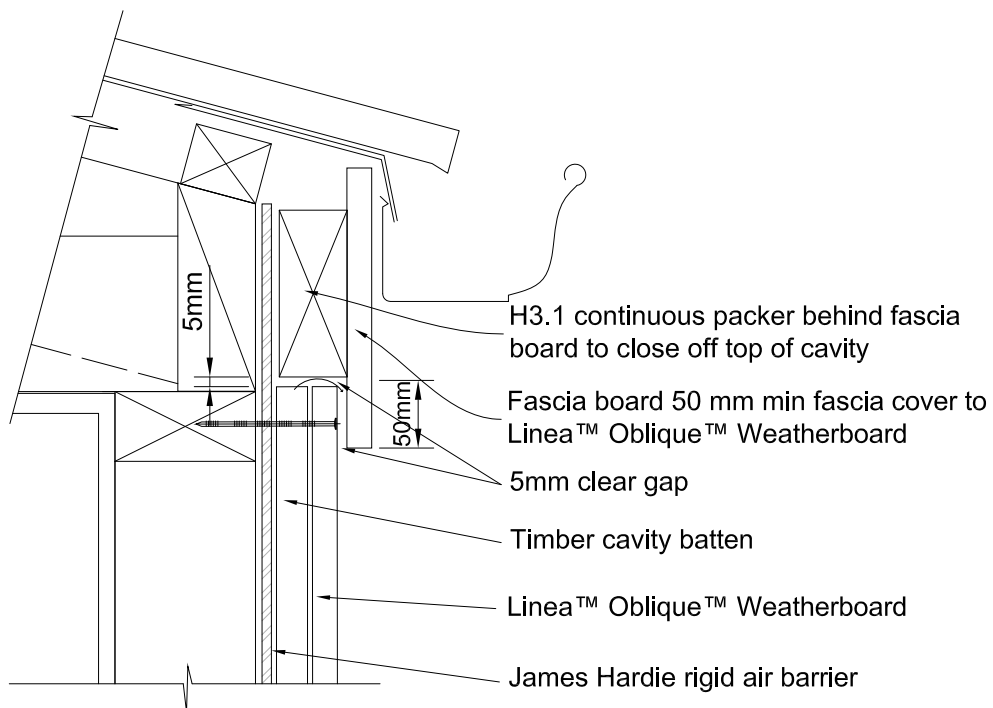 5mm
H3.1 continuous packer behind fascia
board to close off top of cavity
Fascia board 50 mm min fascia cover to
Linea™ Oblique™ Weatherboard
50mm
5mm clear gap
Timber cavity batten
Linea™ Oblique™ Weatherboard
James Hardie rigid air barrier